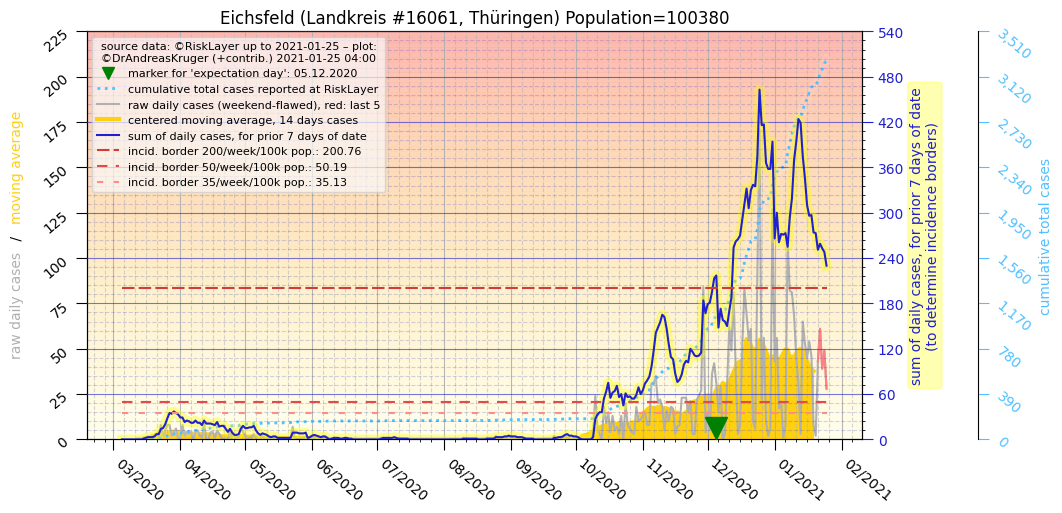 Eichsfeld (Landkreis #16061, Thüringen) Population=100380
source data: ©RiskLayer up to 2021-01-25 – plot:
©DrAndreasKruger (+contrib.) 2021-01-25 04:00
marker for 'expectation day': 05.12.2020
cumulative total cases reported at RiskLayer
raw daily cases (weekend-flawed), red: last 5
centered moving average, 14 days cases
sum of daily cases, for prior 7 days of date
incid. border 200/week/100k pop.: 200.76
incid. border 50/week/100k pop.: 50.19
incid. border 35/week/100k pop.: 35.13
raw daily cases / moving average
225
200
175
150
125
100
75
50
25
0
03/2020
04/2020
05/2020
06/2020
07/2020
08/2020
09/2020
10/2020
11/2020
12/2020
01/2021
02/2021
540
480
420
360
300
240
180
120
60
0
sum of daily cases, for prior 7 days of date
(to determine incidence borders)
3,510
3,120
2,730
2,340
1,950
1,560
1,170
780
390
0
cumulative total cases